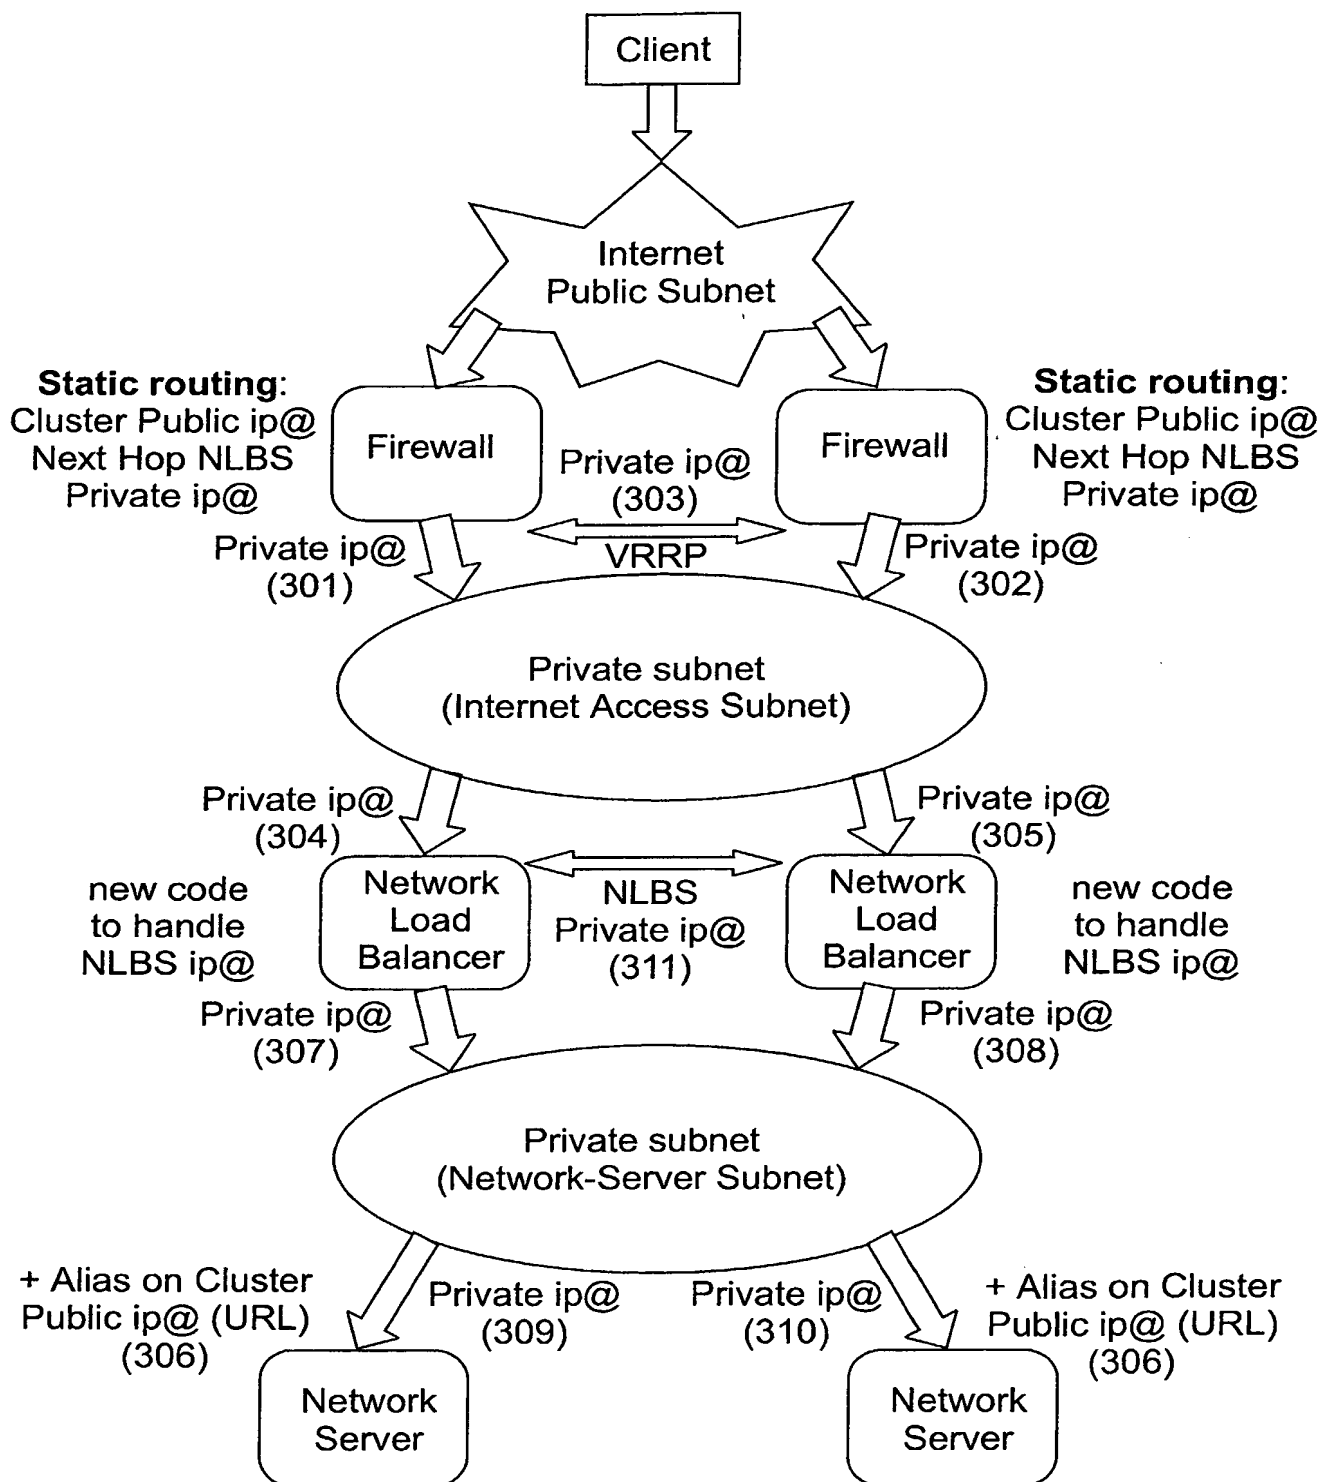 Client
Internet
Public Subnet
Static routing:
Cluster Public ip@
Next Hop NLBS
Private ip@
Firewall
Private ip@
(303)
VRRP
Firewall
Static routing:
Cluster Public ip@
Next Hop NLBS
Private ip@
Private ip@
(301)
Private ip@
(302)
Private subnet
(Internet Access Subnet)
Private ip@
(304)
Private ip@
(305)
new code
to handle
NLBS ip@
Network
Load
Balancer
NLBS
Private ip@
(311)
Network
Load
Balancer
new code
to handle
NLBS ip@
Private ip@
(307)
Private ip@
(308)
Private subnet
(Network-Server Subnet)
+ Alias on Cluster
Public ip@ (URL)
(306)
Private ip@
(309)
Private ip@
(310)
+ Alias on Cluster
Public ip@ (URL)
(306)
Network
Server
Network
Server